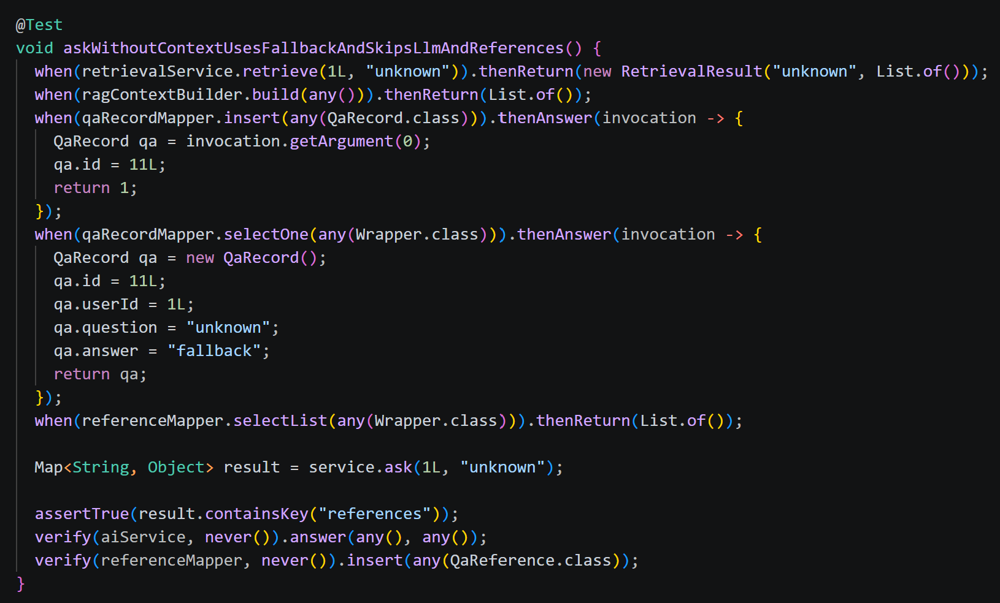 @Test
void askWithoutContextUsesFallbackAndSkipsLlmAndReferences() {
  when(retrievalService.retrieve(1L, "unknown")).thenReturn(new RetrievalResult("unknown", List.of()));
  when(ragContextBuilder.build(any())).thenReturn(List.of());
  when(qaRecordMapper.insert(any(QaRecord.class))).thenAnswer(invocation -> {
    QaRecord qa = invocation.getArgument(0);
    qa.id = 11L;
    return 1;
  });
  when(qaRecordMapper.selectOne(any(Wrapper.class))).thenAnswer(invocation -> {
    QaRecord qa = new QaRecord();
    qa.id = 11L;
    qa.userId = 1L;
    qa.question = "unknown";
    qa.answer = "fallback";
    return qa;
  });
  when(referenceMapper.selectList(any(Wrapper.class))).thenReturn(List.of());

  Map<String, Object> result = service.ask(1L, "unknown");

  assertTrue(result.containsKey("references"));
  verify(aiService, never()).answer(any(), any());
  verify(referenceMapper, never()).insert(any(QaReference.class));
}